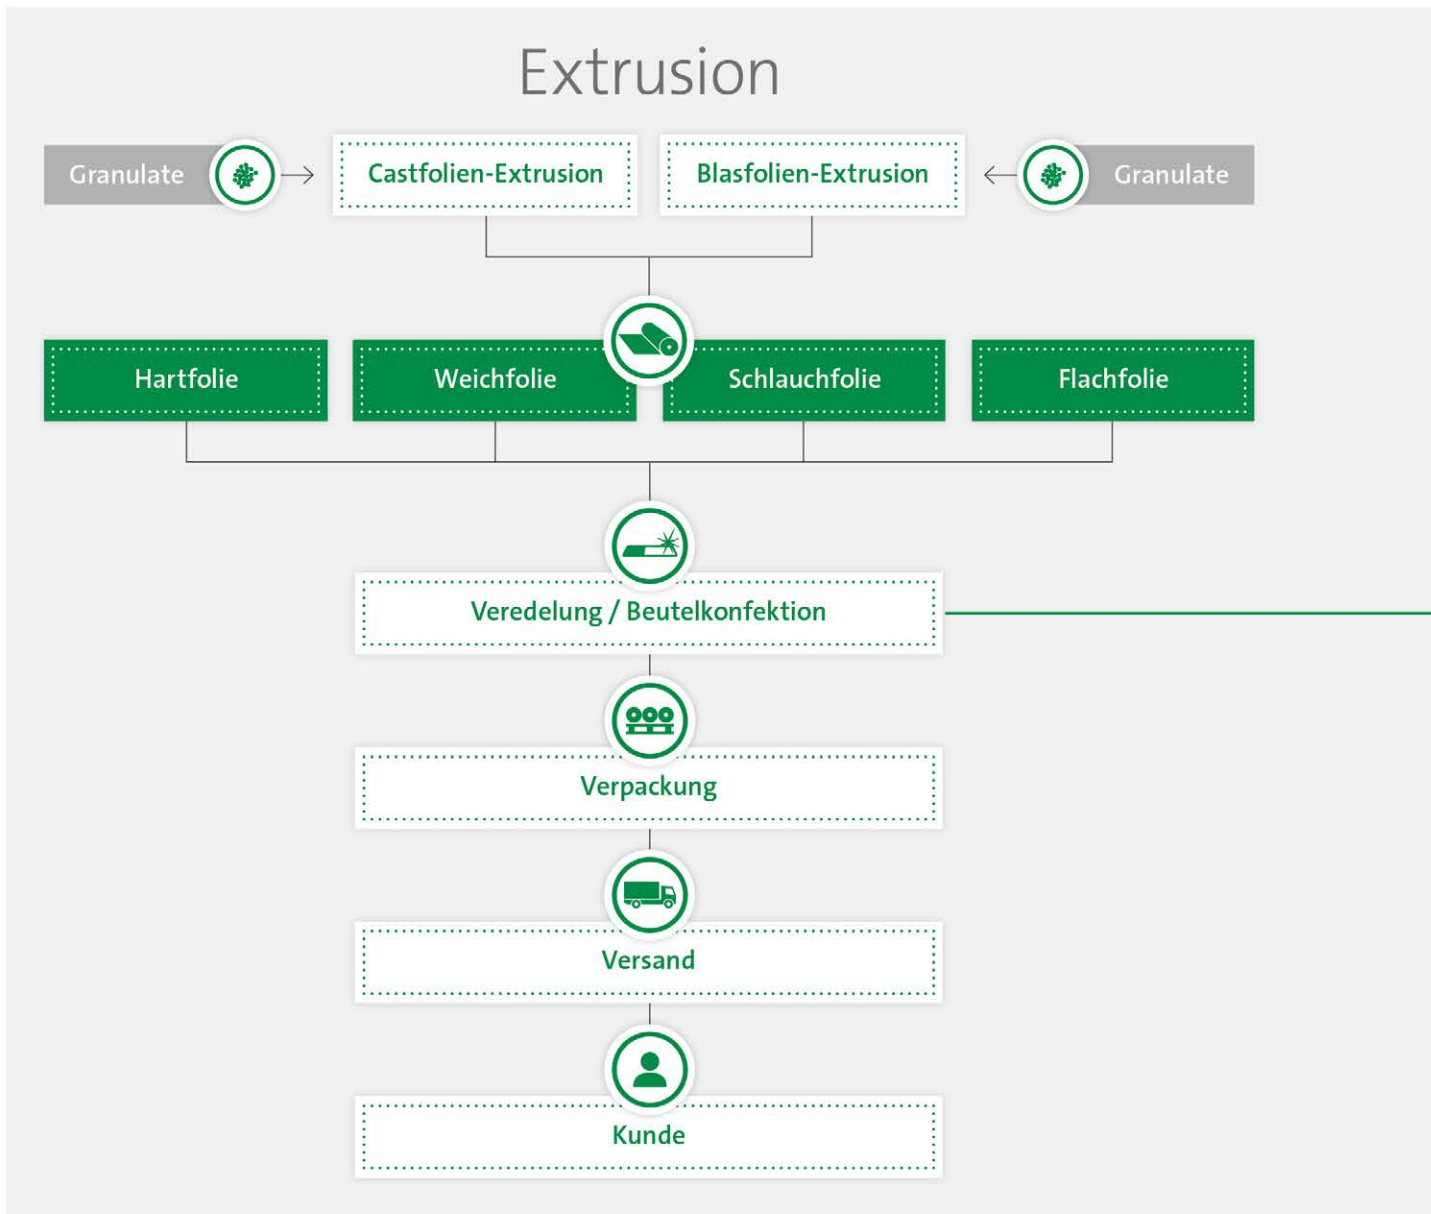 Extrusion
Granulate
Castfolien-Extrusion
Blasfolien-Extrusion
Granulate
Hartfolie
Weichfolie
Schlauchfolie
Flachfolie
Veredelung / Beutelkonfektion
Verpackung
Versand
Kunde